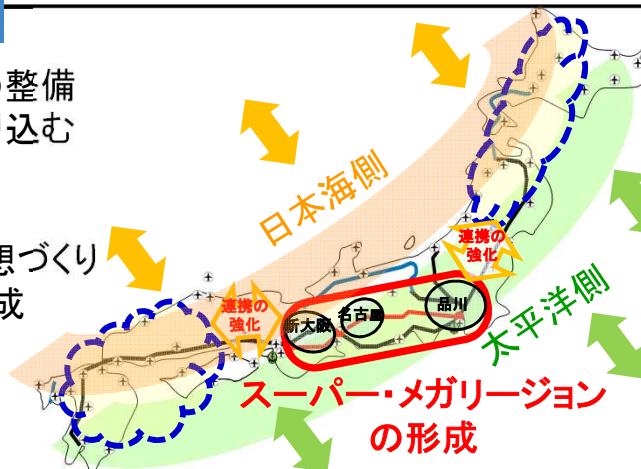 の整備
り込む
想づくり
成
日本海側
連携の
強化
連携の
強化
新大阪
名古屋
品川
太平洋側
スーパー・メガリージョン
の形成